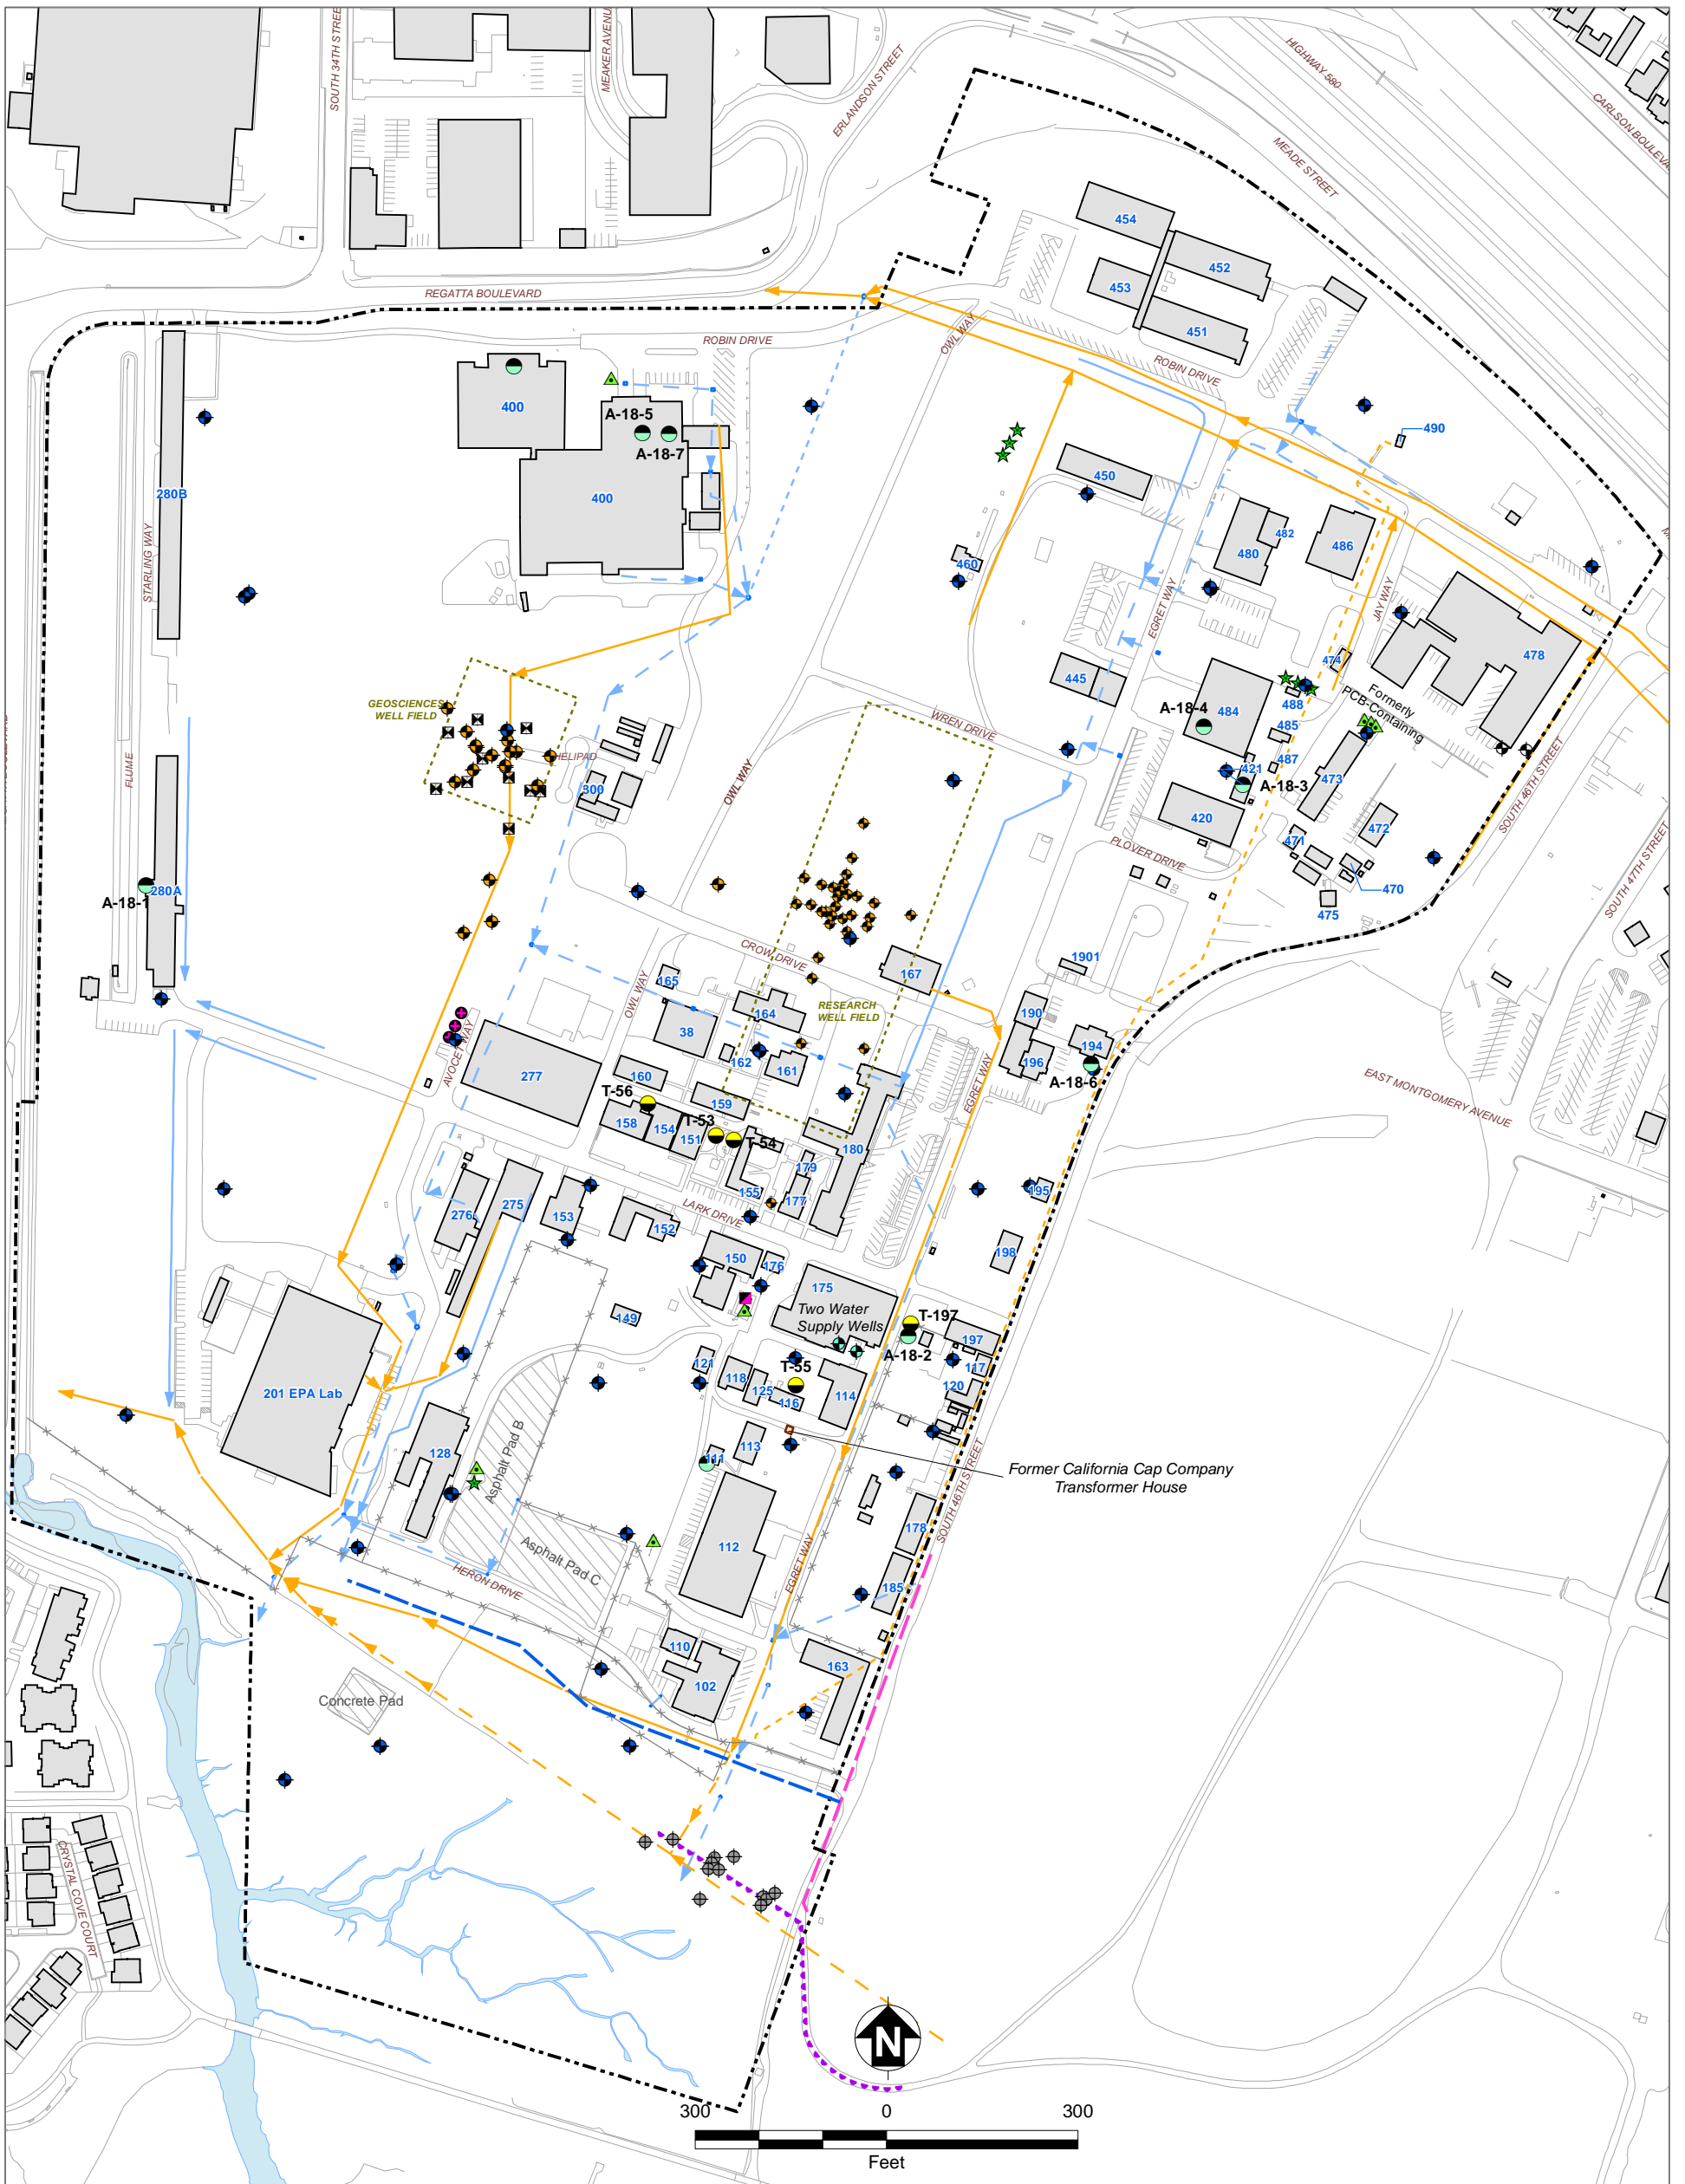 SOUTH 34TH STREET
MEAKER AVENUE
ERLANDSON STREET
HIGHWAY 580
CARLSON BOULEVA
MEADE STREET
REGATTA BOULEVARD
ROBIN DRIVE
OWL WAY
454
452
453
451
ROBIN DRIVE
400
A-18-5
A-18-7
400
280B
STARLING WAY
450
490
482
480
486
460
EGRET WAY
JAY WAY
478
474
445
GEOSCIENCES
WELL FIELD
HELIPAD
300
OWL WAY
WREN DRIVE
A-18-4
484
488
485
487
421
A-18-3
Formerly
PCB-Containing
473
472
420
471
470
475
PLOVER DRIVE
SOUTH 46TH STREET
SOUTH 47TH STREET
FLUME
280A
A-18-1
CROW DRIVE
167
1901
RESEARCH
WELL FIELD
OWL WAY
165
164
38
162
161
190
194
196
A-18-6
EAST MONTGOMERY AVENUE
AVOCET WAY
277
160
T-56
159
158
154
151
T-53
T-54
180
EGRET WAY
179
155
177
195
276
275
153
152
LARK DRIVE
198
150
176
175
149
Two Water
Supply Wells
T-197
A-18-2
197
117
T-55
121
118
125
116
114
120
201 EPA Lab
128
Asphalt Pad B
111
113
Former California Cap Company
Transformer House
112
178
SOUTH 46TH STREET
Asphalt Pad C
HERON DRIVE
EGRET WAY
185
110
102
163
Concrete Pad
CRYSTAL COVE COURT
N
300
0
300
Feet